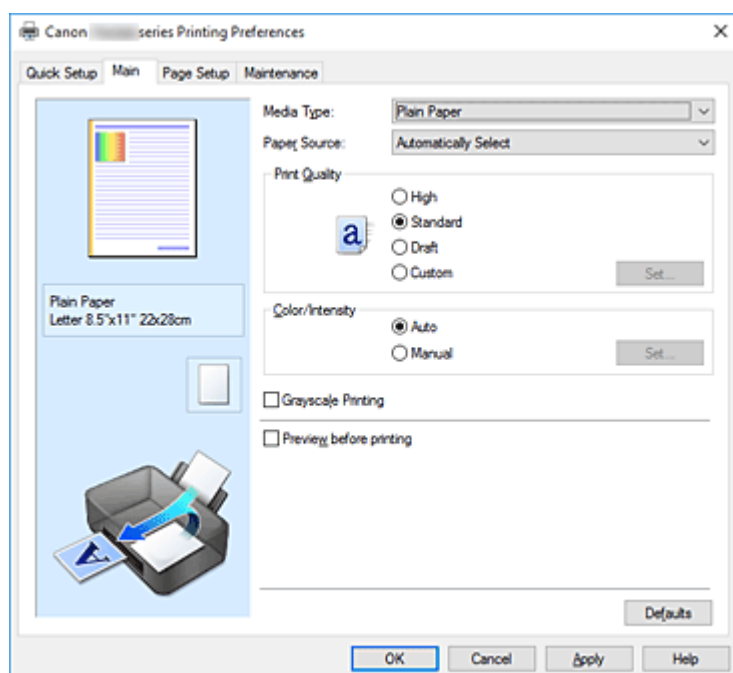 Canon series Printing Preferences
Quick Setup Main Page Setup Maintenance
Media Type: Plain Paper
Paper Source: Automatically Select
Print Quality
High
a Standard
Draft
Custom Set...
Plain Paper
Letter 8.5"x11" 22x28cm
Color/Intensity
Auto
Manual Set...
Grayscale Printing
Preview before printing
A
Defaults
OK Cancel Apply Help